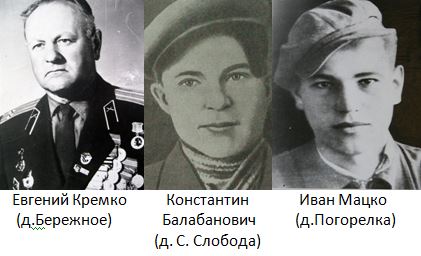 Евгений Кремко
(д.Бережное)
Константин
Балабанович
(д. С. Слобода)
Иван Мацко
(д.Погорелка)